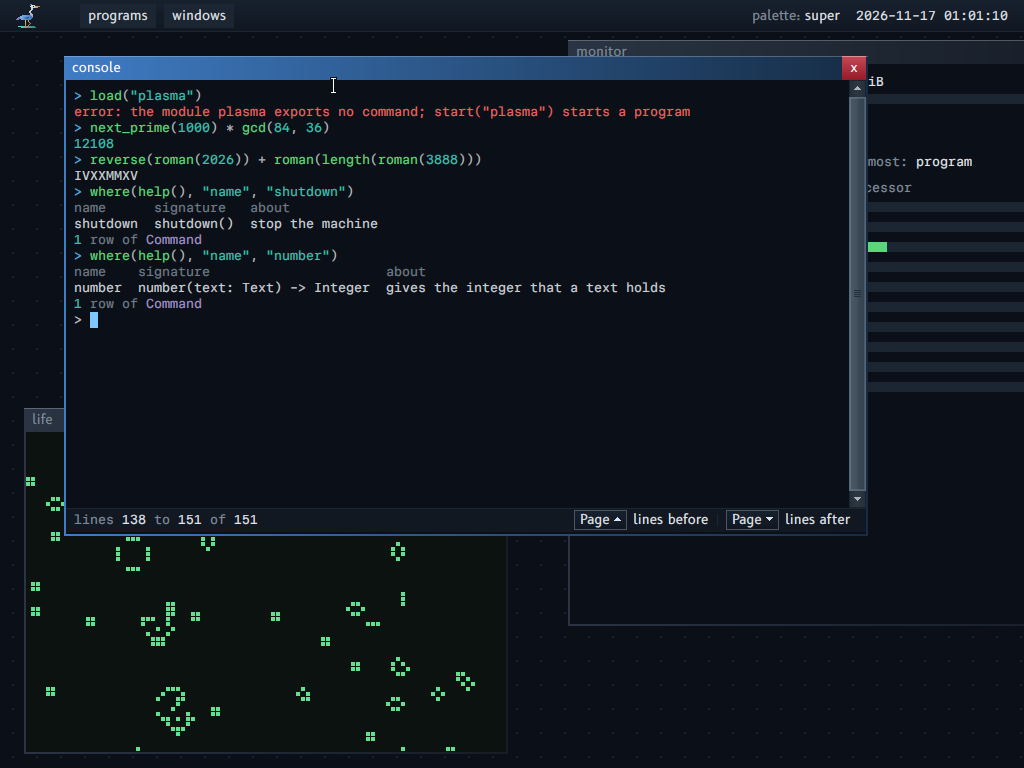 programs windows palette: super 2026-11-17 01:01:10
monitor
console x
iB
> load("plasma")
error: the module plasma exports no command; start("plasma") starts a program
> next_prime(1000) * gcd(84, 36)
12108
> reverse(roman(2026)) + roman(length(roman(3888)))
most: program
IVXXMMXV
cessor
> where(help(), "name", "shutdown")
name signature about
shutdown shutdown() stop the machine
1 row of Command
> where(help(), "name", "number")
name signature about
number number(text: Text) -> Integer gives the integer that a text holds
1 row of Command
>
life
lines 138 to 151 of 151 Page lines before Page lines after